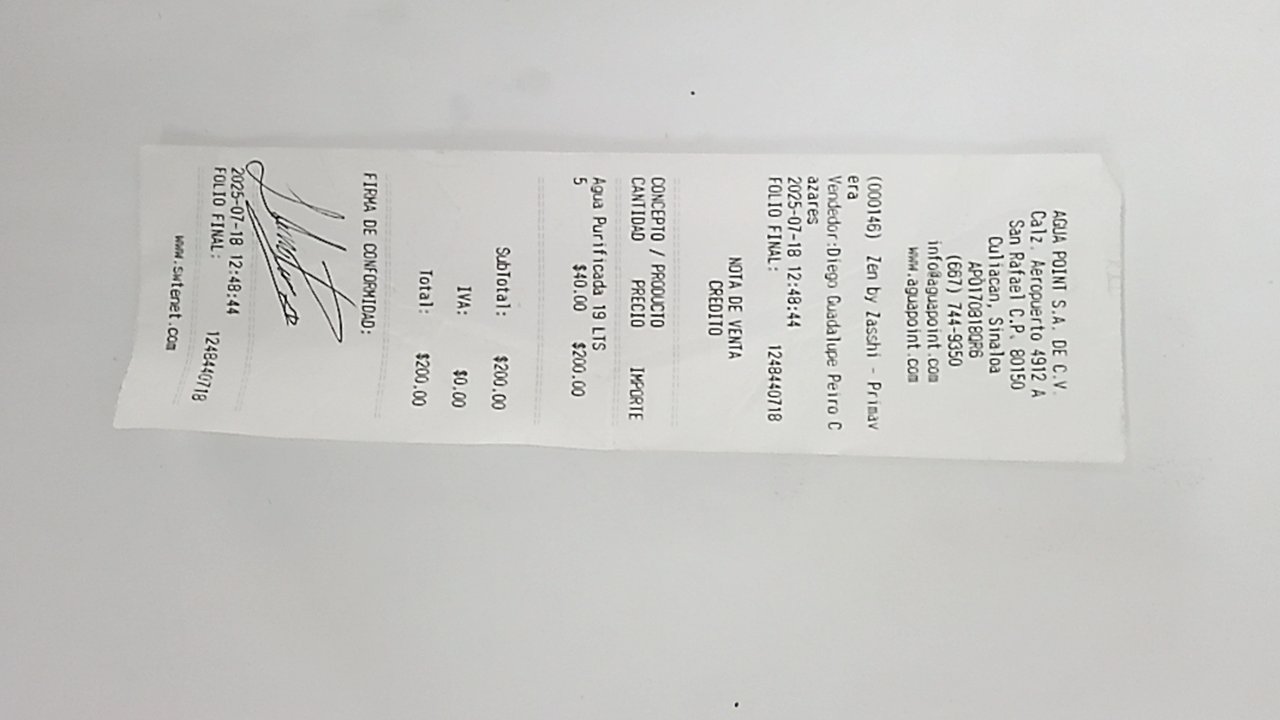 AGUA POINT S.A. DE C.V.
Calz. Aeropuerto 4912 A
San Rafael C.P. 80150
Culiacan, Sinaloa
APO170818QR6
(667) 744-9350
info@aguapoint.com
www.aguapoint.com
(000146) Zen by Zasshi - Primav
era
Vendedor:Diego Guadalupe Peiro C
azares
2025-07-18 12:48:44
FOLIO FINAL: 1248440718
NOTA DE VENTA
CREDITO
CONCEPTO / PRODUCTO
CANTIDAD PRECIO IMPORTE
Agua Purificada 19 LTS
5 $40.00 $200.00
SubTotal: $200.00
IVA: $0.00
Total: $200.00
FIRMA DE CONFORMIDAD:
2025-07-18 12:48:44
FOLIO FINAL: 1248440718
www.swtenet.com